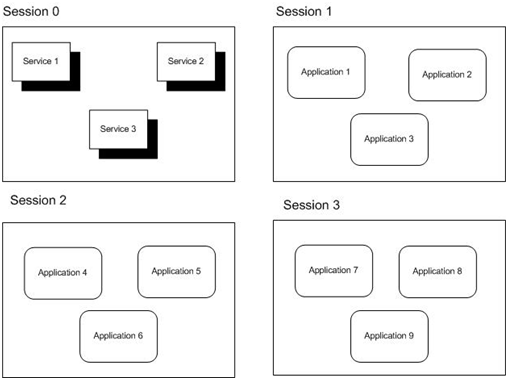 Session 0
Service 1
Service 2
Service 3
Session 1
Application 1
Application 2
Application 3
Session 2
Application 4
Application 5
Application 6
Session 3
Application 7
Application 8
Application 9